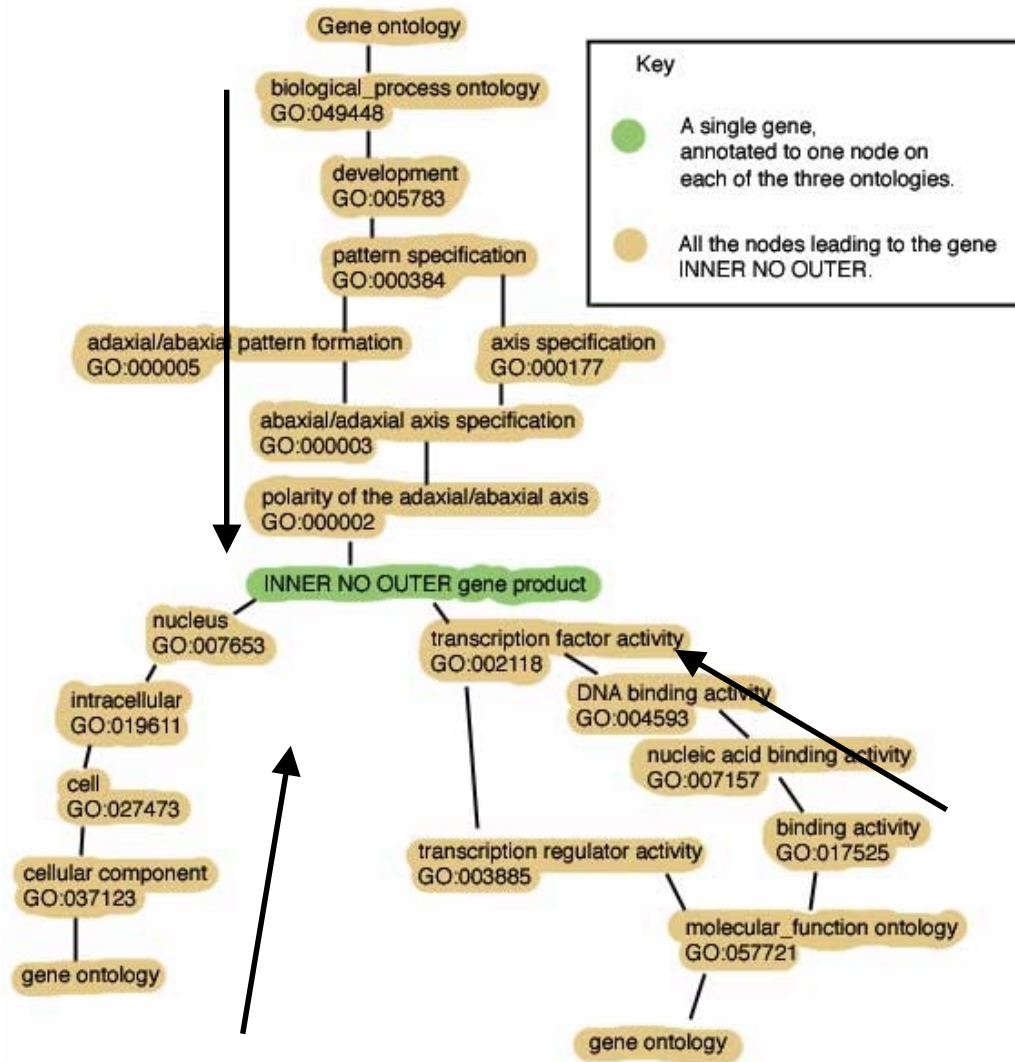 Gene ontology
biological_process ontology
GO:049448
development
GO:005783
pattern specification
GO:000384
adaxial/abaxial pattern formation
GO:000005
axis specification
GO:000177
abaxial/adaxial axis specification
GO:000003
polarity of the adaxial/abaxial axis
GO:000002
INNER NO OUTER gene product
Key
A single gene,
annotated to one node on
each of the three ontologies.
All the nodes leading to the gene
INNER NO OUTER.
nucleus
GO:007653
intracellular
GO:019611
cell
GO:027473
cellular component
GO:037123
gene ontology
transcription factor activity
GO:002118
DNA binding activity
GO:004593
nucleic acid binding activity
GO:007157
binding activity
GO:017525
transcription regulator activity
GO:003885
molecular_function ontology
GO:057721
gene ontology